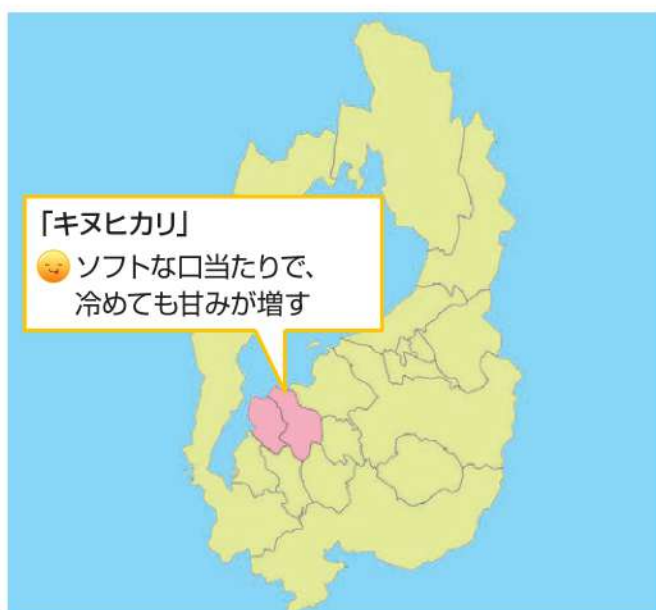 「キヌヒカリ」
ソフトな口当たりで、
冷めても甘みが増す